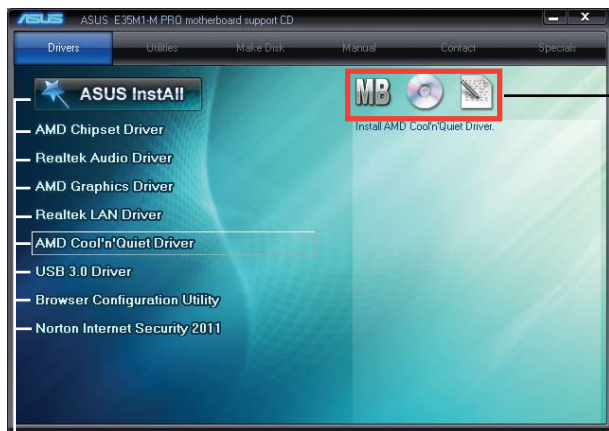 ASUS ASUS E35M1-M PRO motherboard support CD
Drivers Utilities Make Disk Manual Contact Specials
ASUS InstAll
MB
Install AMD Cool'n'Quiet Driver.
AMD Chipset Driver
Realtek Audio Driver
AMD Graphics Driver
Realtek LAN Driver
AMD Cool'n'Quiet Driver
USB 3.0 Driver
Browser Configuration Utility
Norton Internet Security 2011